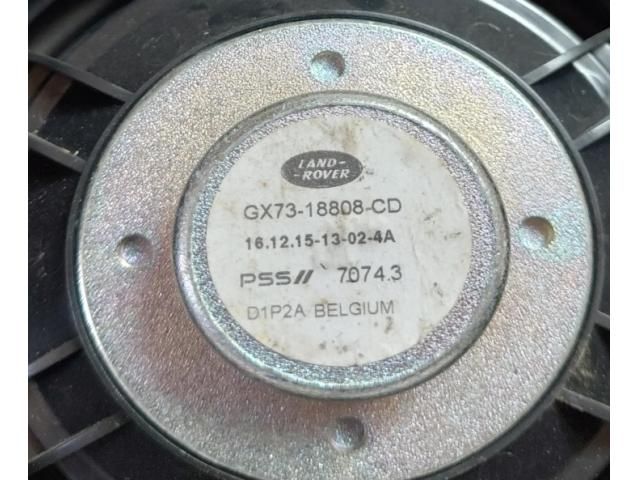 LAND-
-ROVER
GX73-18808-CD
16.12.15-13-02-4A
PSS// 7074.3
D1P2A BELGIUM